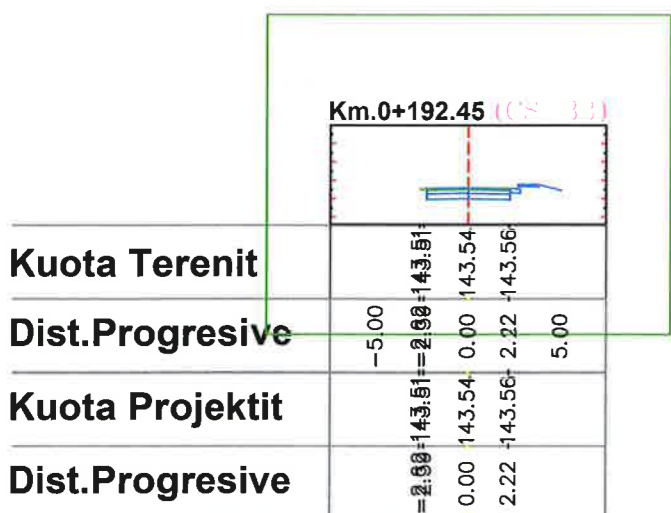 Km.0+192.45
Kuota Terenit 143.54 143.56
Dist.Progresive -5.00 0.00 2.22 5.00
Kuota Projektit 143.54 143.56
Dist.Progresive 0.00 2.22